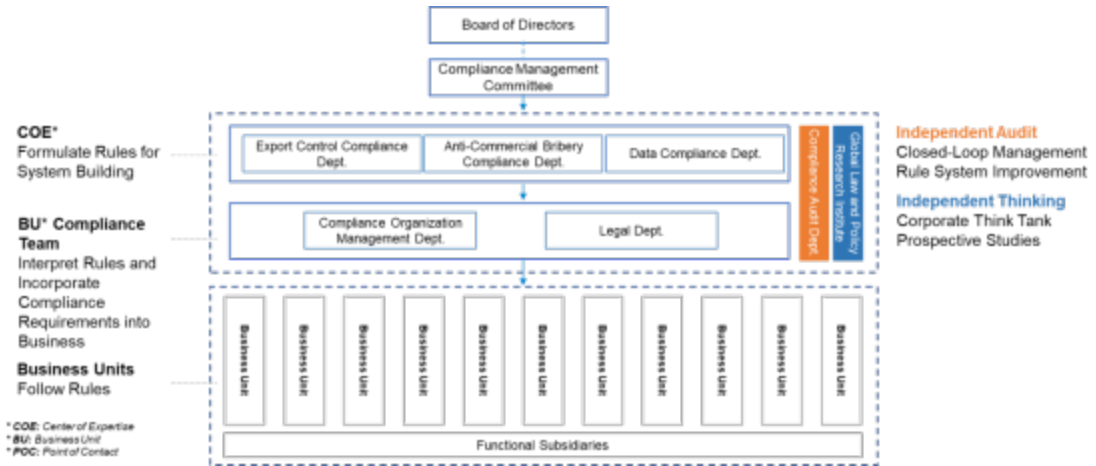 Board of Directors
Compliance Management
Committee
COE*
Formulate Rules for
System Building
Export Control Compliance
Dept.
Anti-Commercial Bribery
Compliance Dept.
Data Compliance Dept.
Compliance Audit Dept
Global Law and Policy
Research Institute
Independent Audit
Closed-Loop Management
Rule System Improvement
Independent Thinking
Corporate Think Tank
Prospective Studies
BU* Compliance
Team
Interpret Rules and
Incorporate
Compliance
Requirements into
Business
Compliance Organization
Management Dept.
Legal Dept.
Business Units
Follow Rules
Business Unit
Business Unit
Business Unit
Business Unit
Business Unit
Business Unit
Business Unit
Business Unit
Business Unit
Business Unit
Business Unit
Functional Subsidiaries
* COE: Center of Expertise
* BU: Business Unit
* POC: Point of Contact